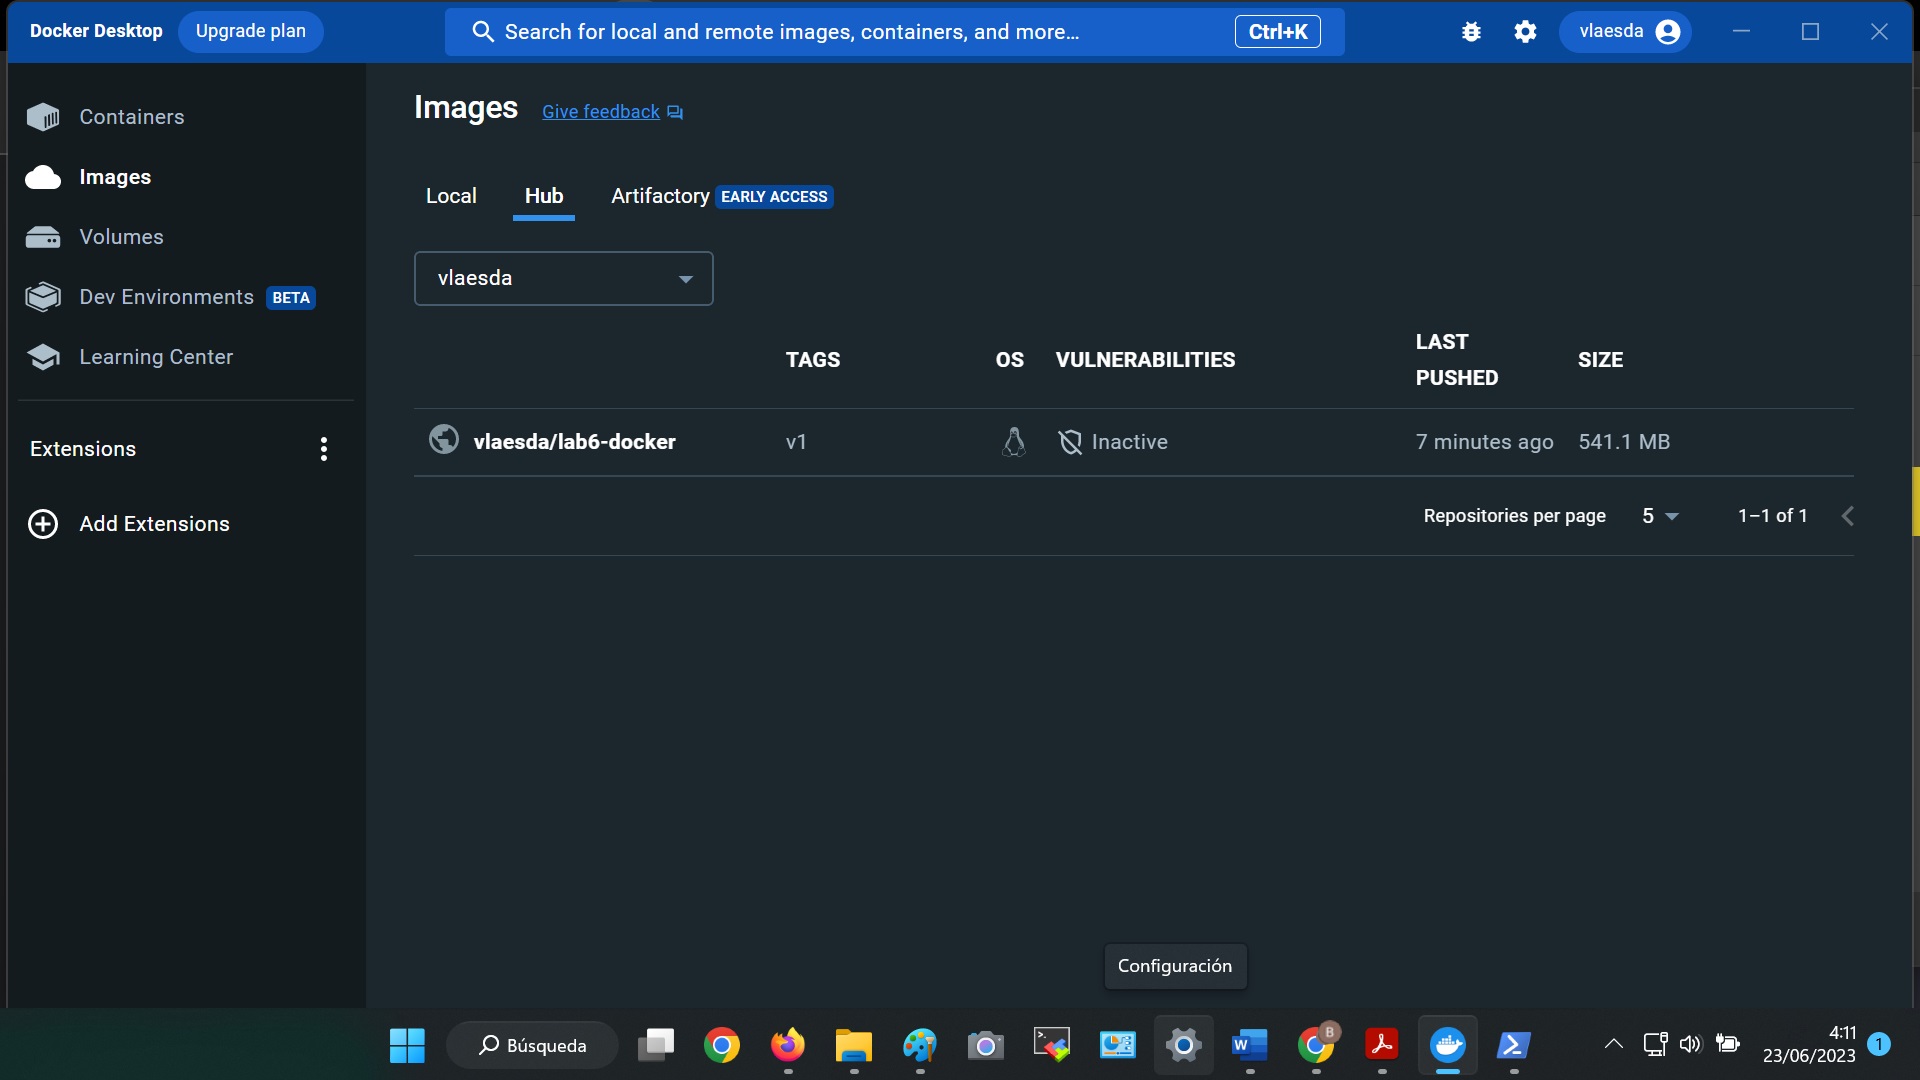 Docker Desktop
Upgrade plan
Search for local and remote images, containers, and more...
Ctrl+K
vlaesda
Containers
Images
Volumes
Dev Environments BETA
Learning Center
Extensions
Add Extensions
Images
Give feedback
Local
Hub
Artifactory EARLY ACCESS
vlaesda
TAGS
OS
VULNERABILITIES
LAST
PUSHED
SIZE
vlaesda/lab6-docker
v1
Inactive
7 minutes ago
541.1 MB
Repositories per page
5
1–1 of 1
Configuración
Búsqueda
W
B
4:11
23/06/2023
1